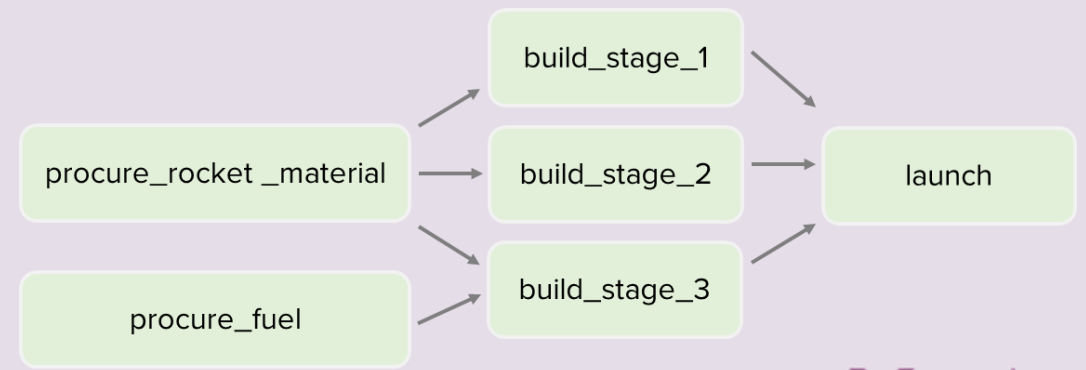 build_stage_1
procure_rocket _material
build_stage_2
launch
build_stage_3
procure_fuel